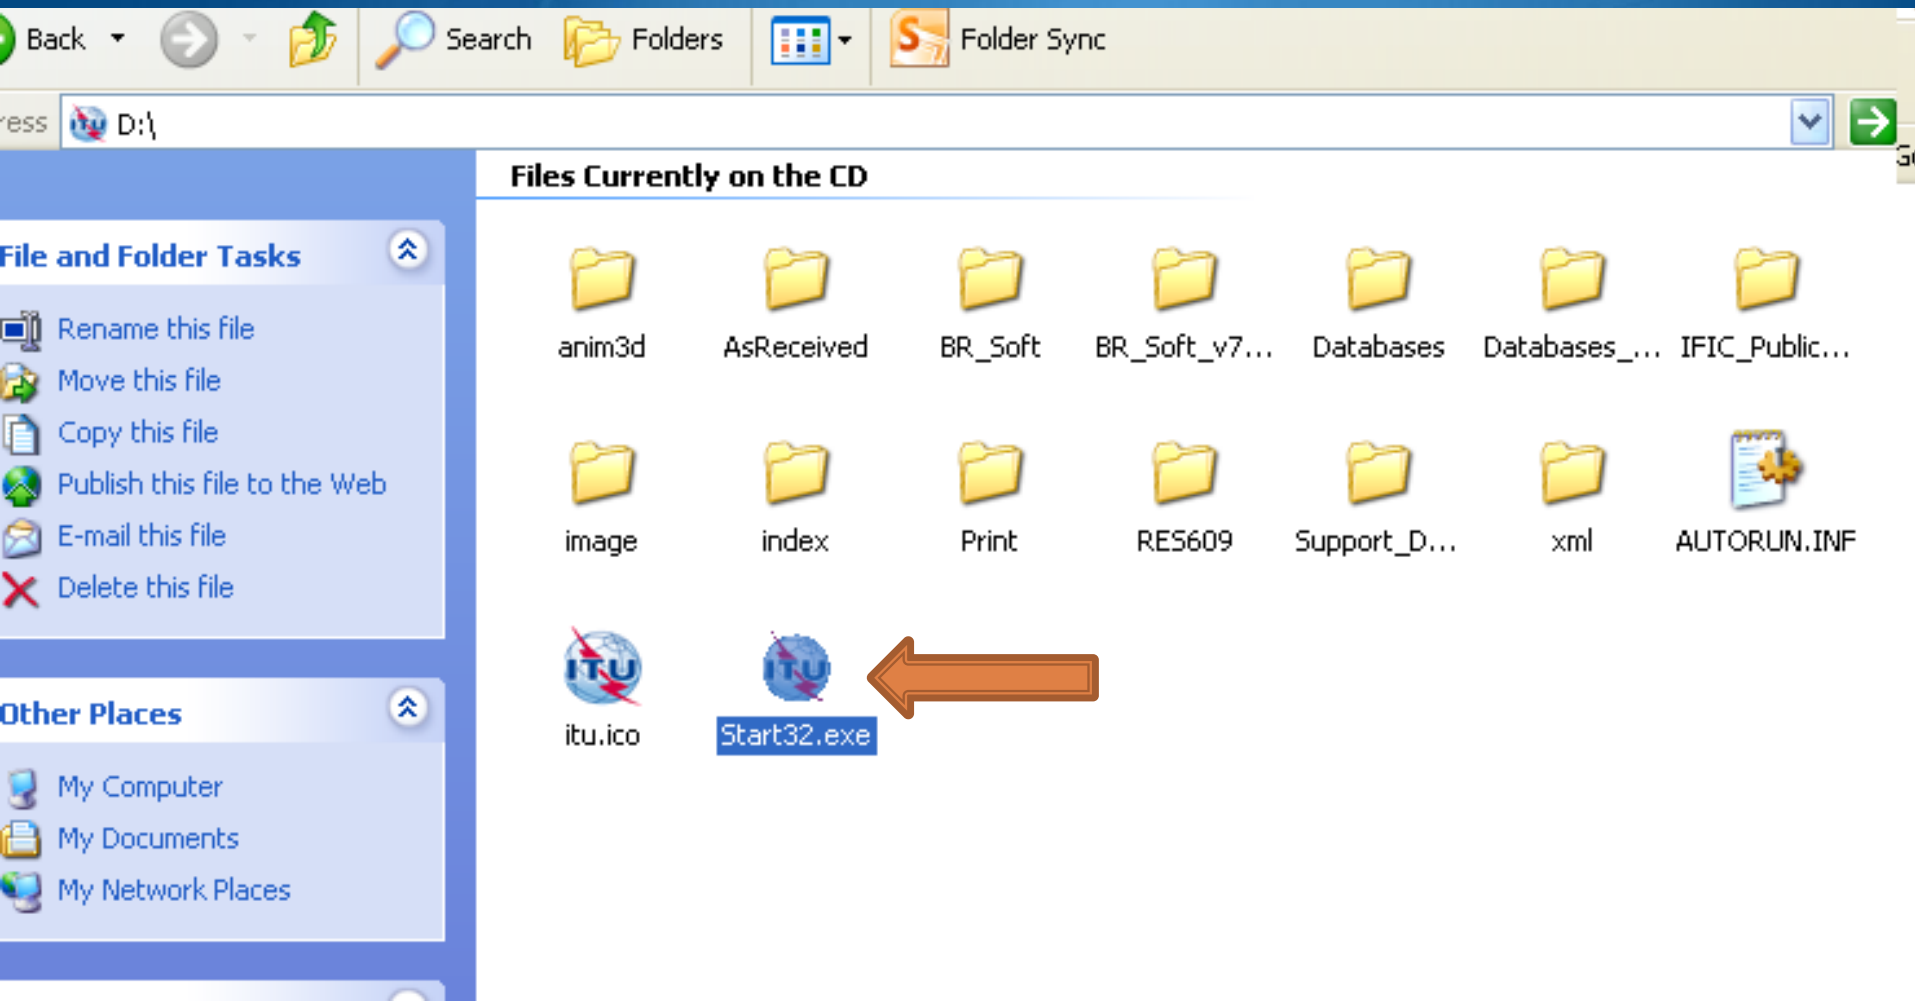 Back Search Folders Folder Sync
ress D:\
Files Currently on the CD
File and Folder Tasks
Rename this file
Move this file
Copy this file
Publish this file to the Web
E-mail this file
Delete this file
Other Places
My Computer
My Documents
My Network Places
anim3d AsReceived BR_Soft BR_Soft_v7... Databases Databases_... IFIC_Public...
image index Print RES609 Support_D... xml AUTORUN.INF
ITU ITU
itu.ico Start32.exe